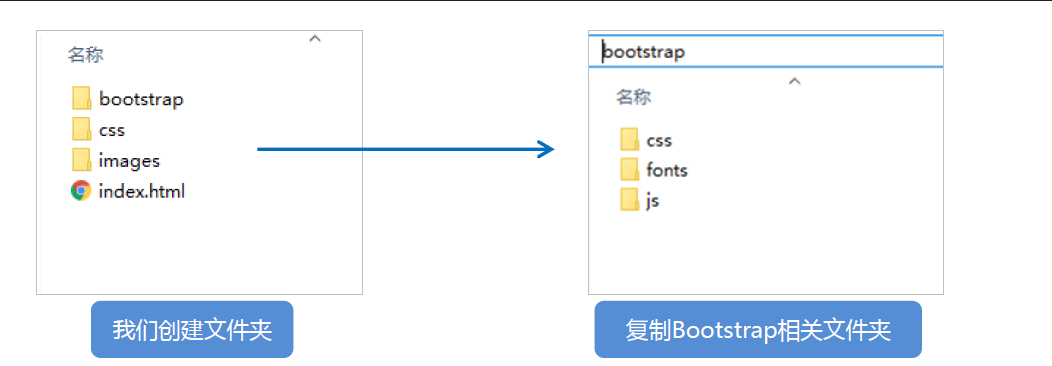 名称
bootstrap
css
images
index.html
我们创建文件夹
bootstrap
名称
css
fonts
js
复制Bootstrap相关文件夹